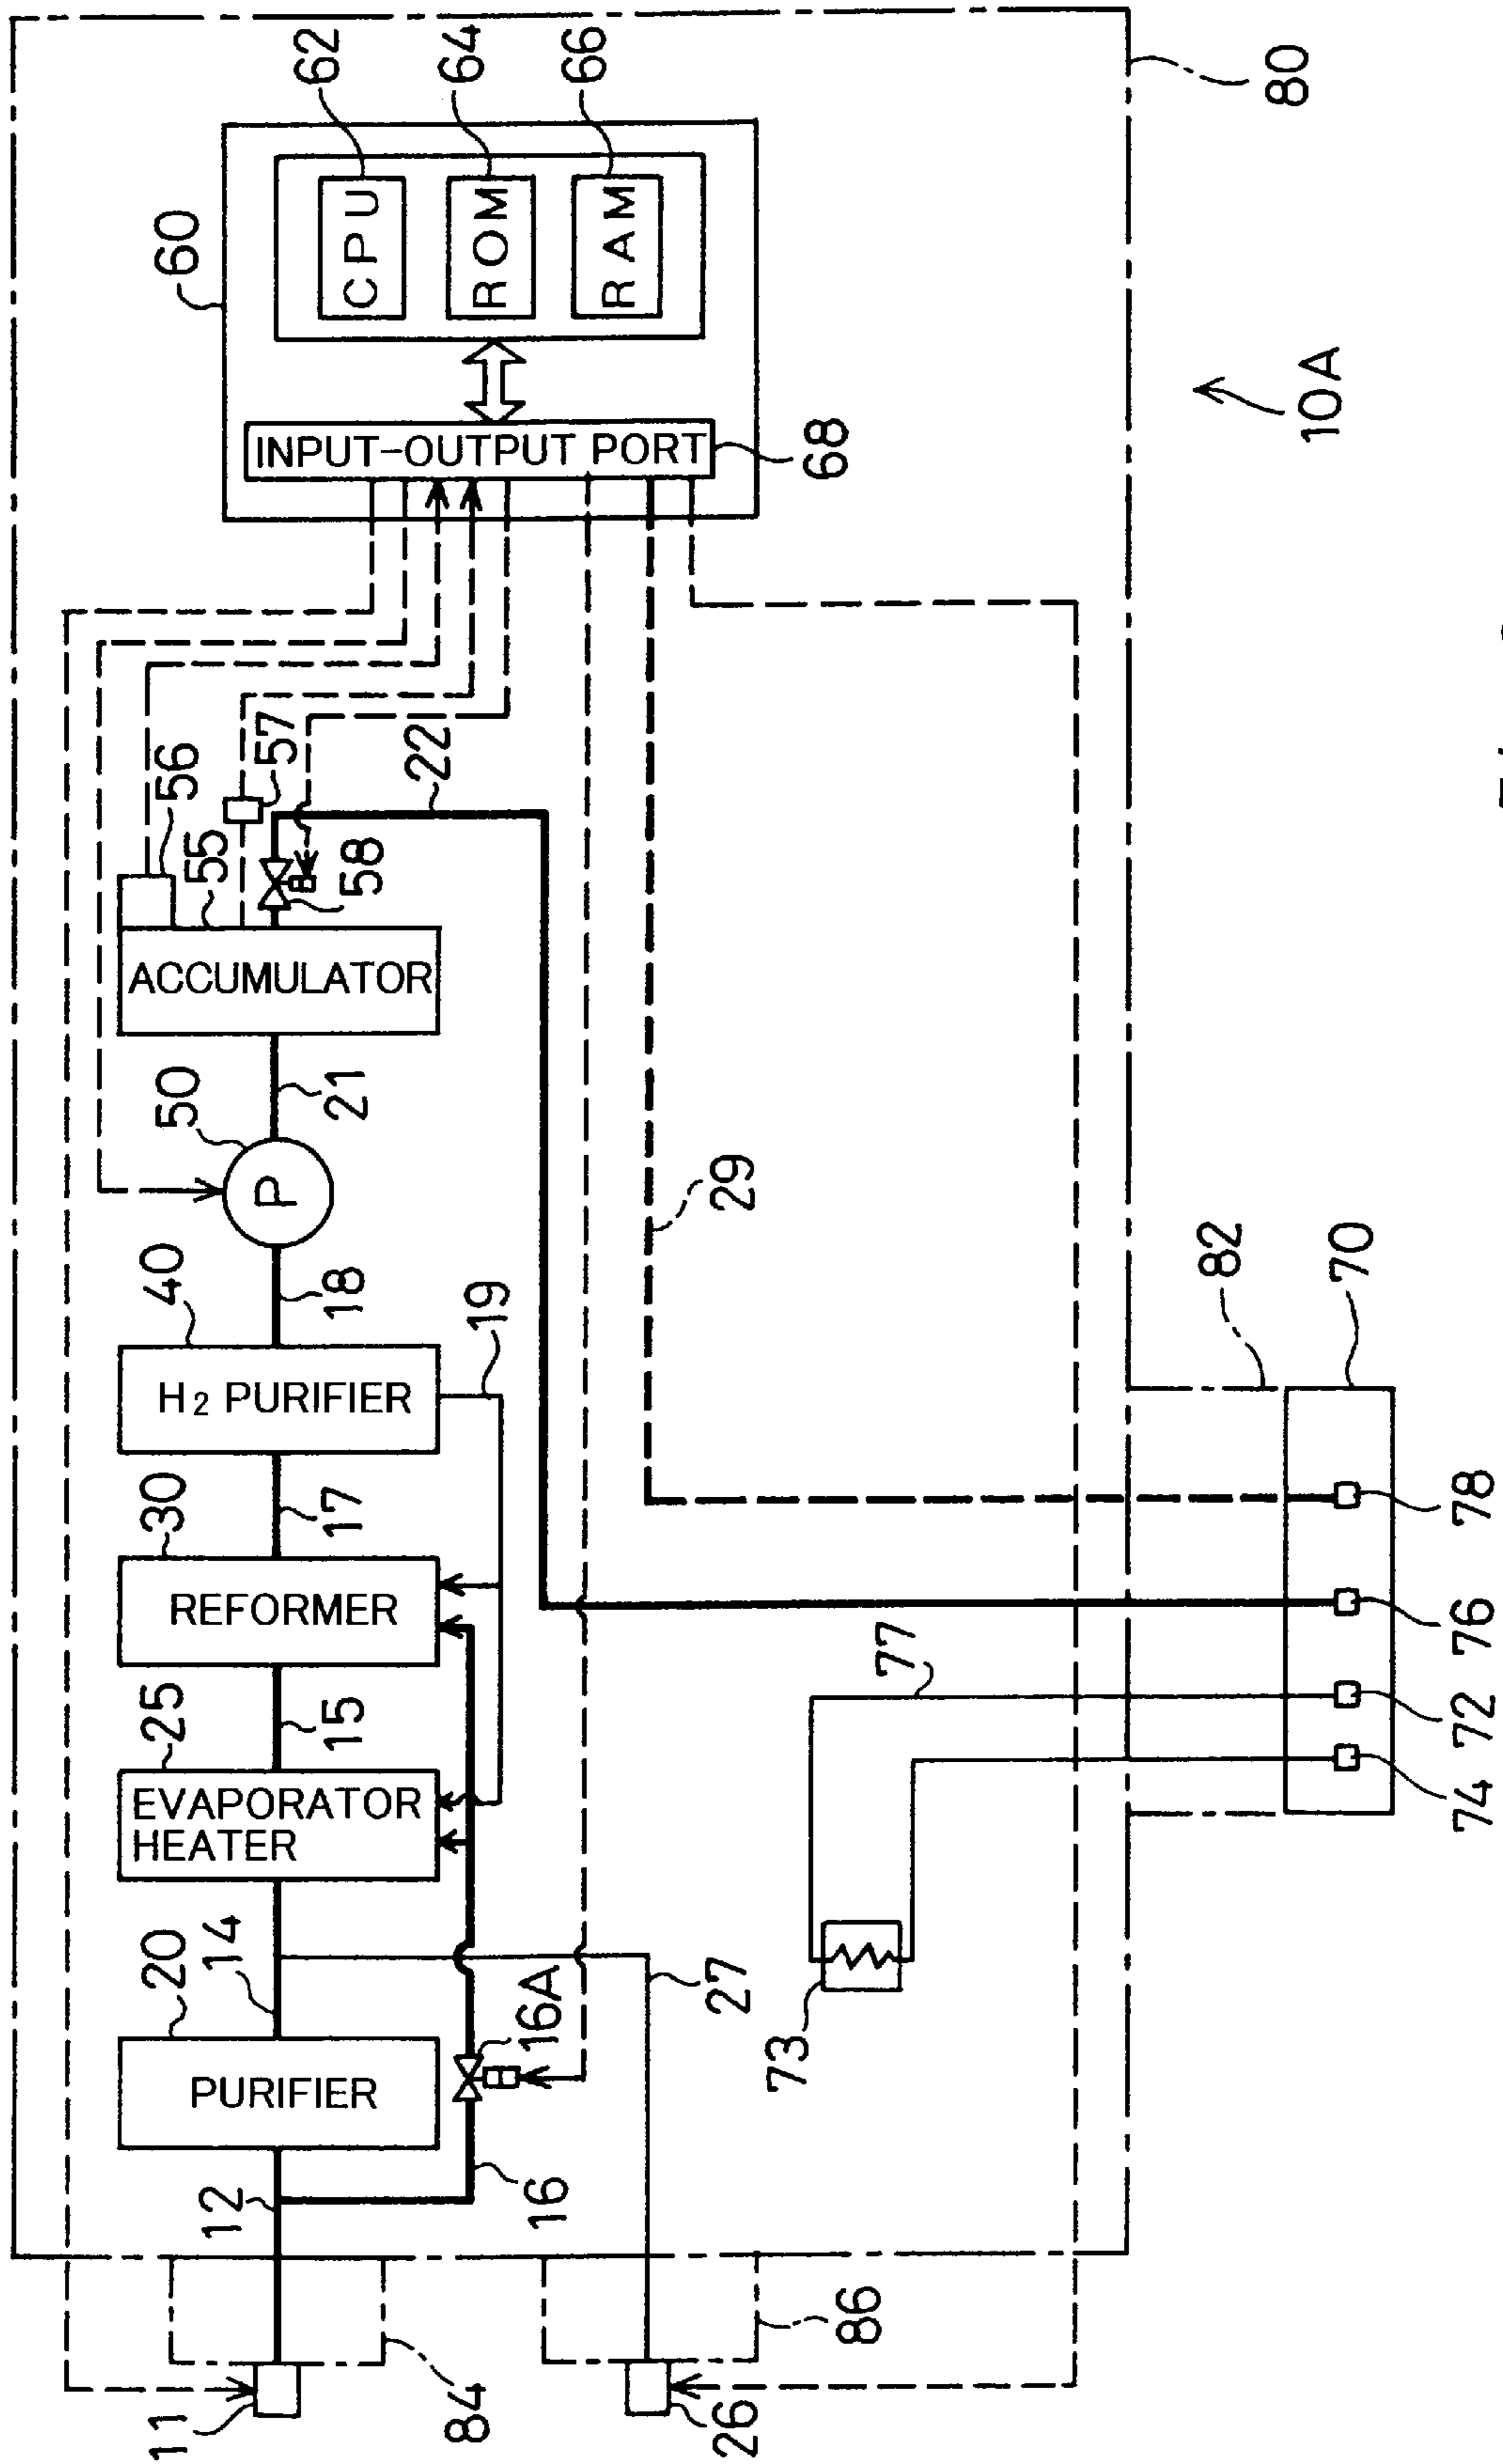 60
62
CPU
64
ROM
66
RAM
INPUT-OUTPUT PORT
68
80
10A
56
55
57
58
22
ACCUMULATOR
21
50
P
18
40
H2 PURIFIER
19
17
30
REFORMER
15
25
EVAPORATOR
HEATER
14
20
PURIFIER
12
16
16A
11
84
26
86
27
29
73
77
82
70
78
76
72
74